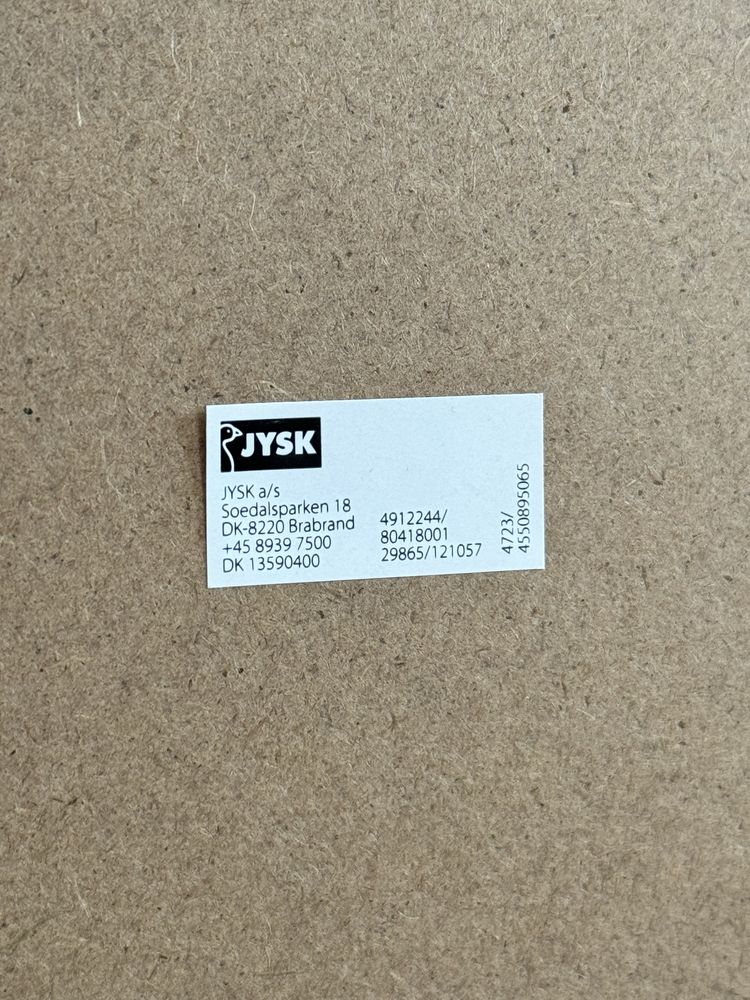 JYSK
JYSK a/s
Soedalsparken 18
DK-8220 Brabrand
+45 8939 7500
DK 13590400
4912244/
80418001
29865/121057
4723/
4550895065